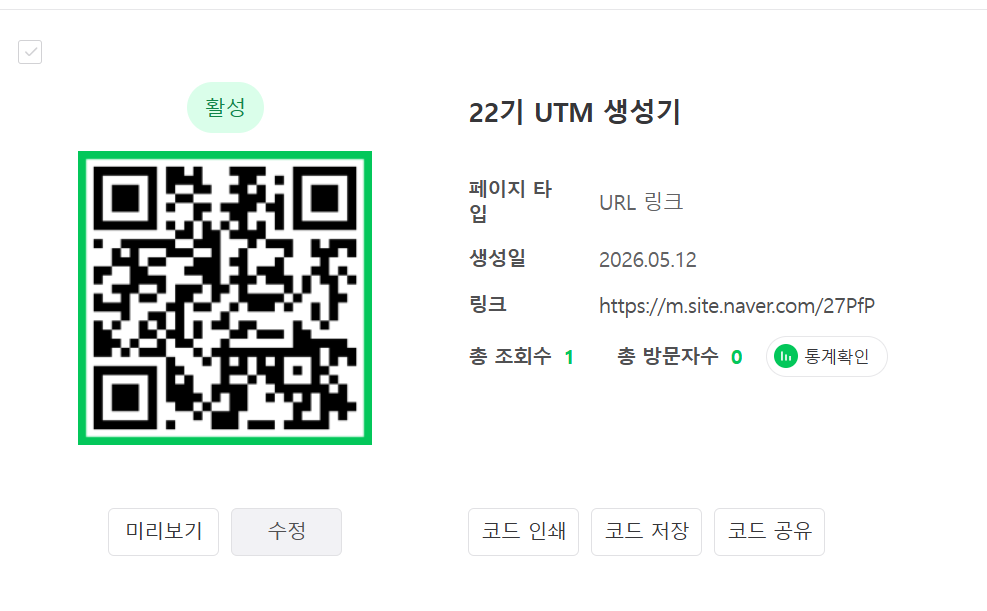 활성
22기 UTM 생성기
페이지 타
입
URL 링크
생성일 2026.05.12
링크 https://m.site.naver.com/27PfP
총 조회수 1 총 방문자수 0 통계확인
미리보기 수정 코드 인쇄 코드 저장 코드 공유